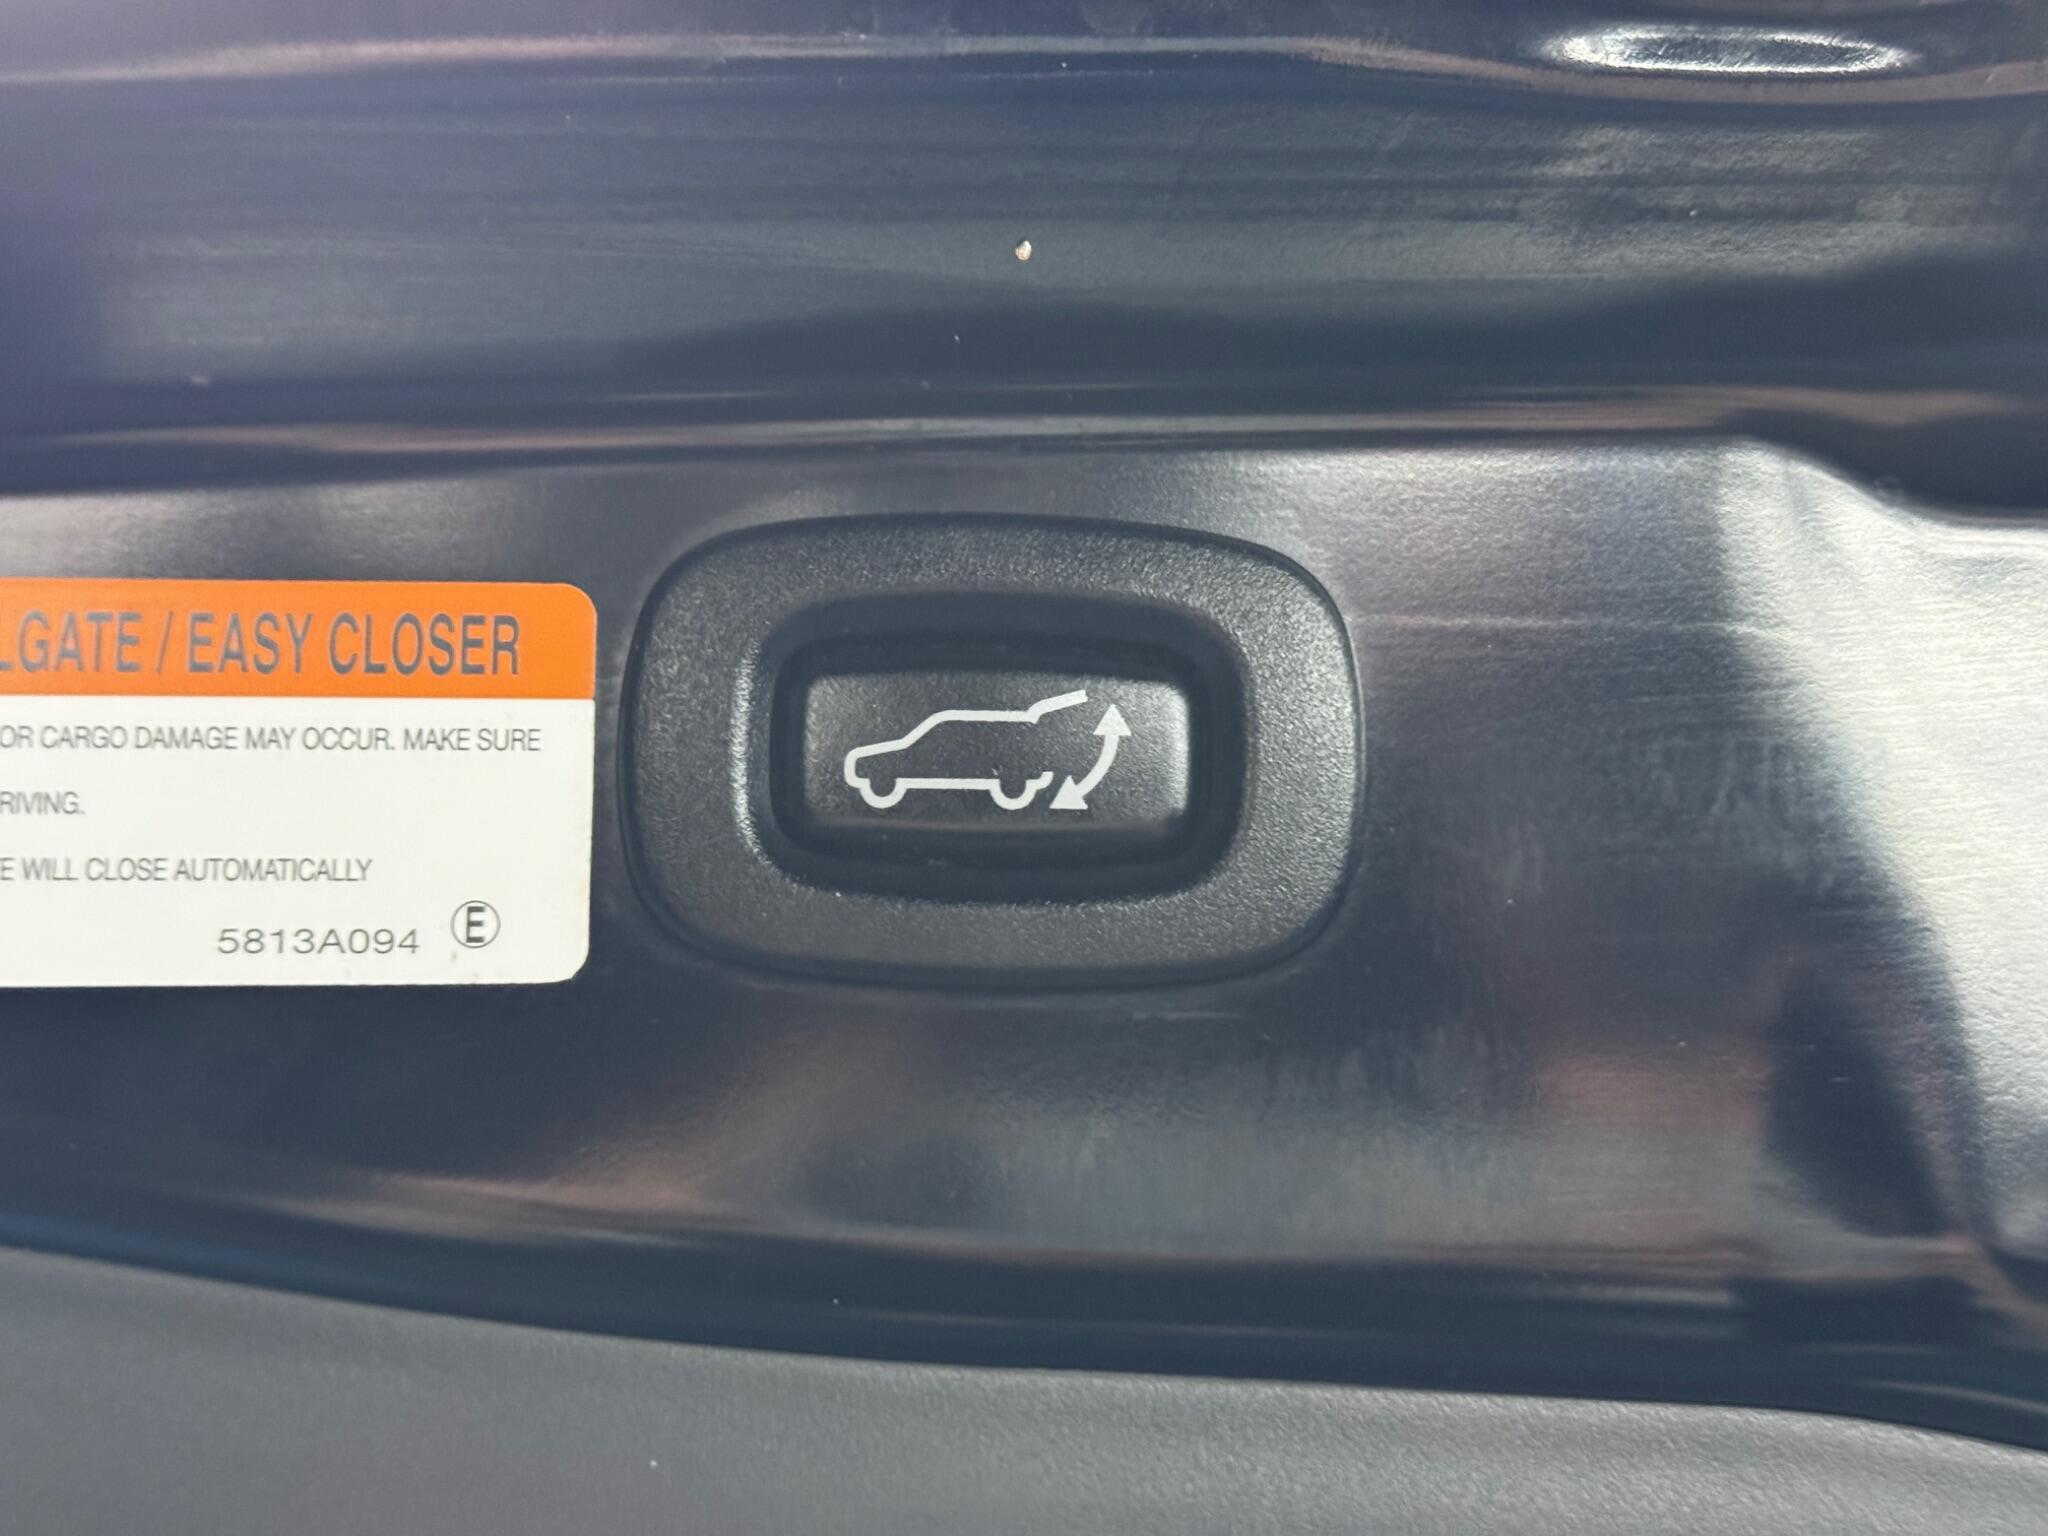 LGATE / EASY CLOSER
OR CARGO DAMAGE MAY OCCUR. MAKE SURE
RIVING.
E WILL CLOSE AUTOMATICALLY
5813A094 E